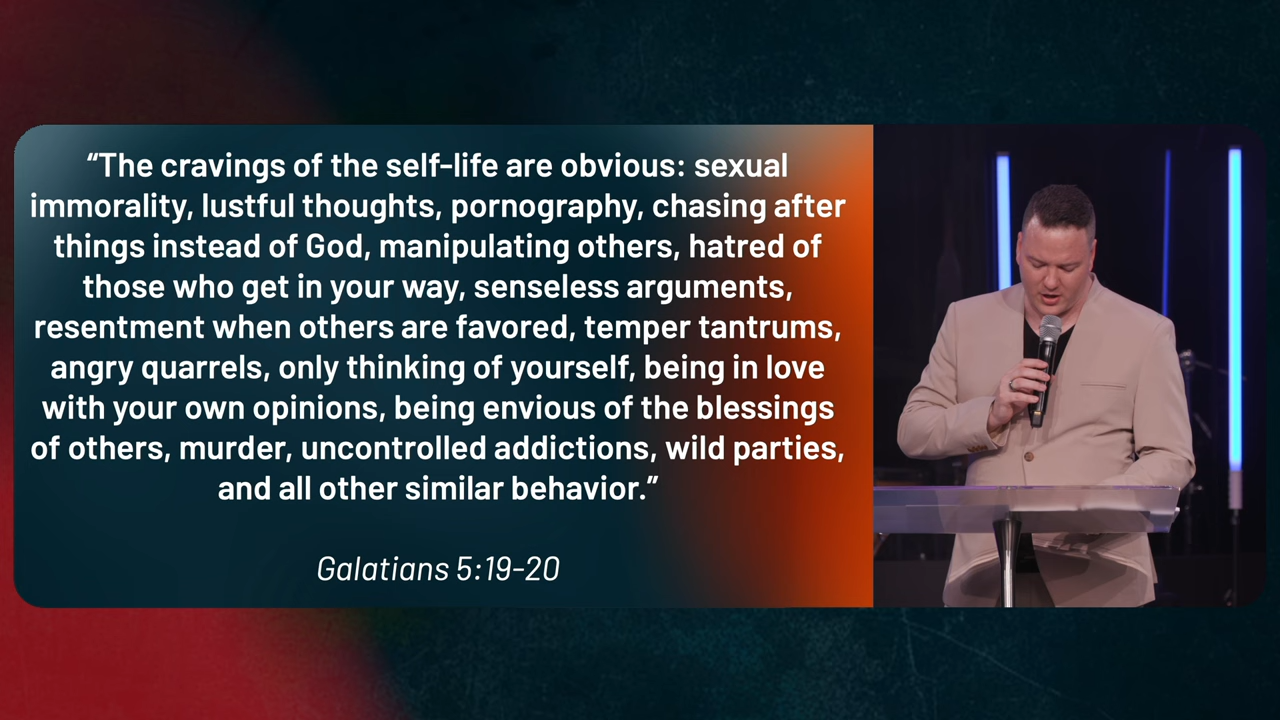 “The cravings of the self-life are obvious: sexual
immorality, lustful thoughts, pornography, chasing after
things instead of God, manipulating others, hatred of
those who get in your way, senseless arguments,
resentment when others are favored, temper tantrums,
angry quarrels, only thinking of yourself, being in love
with your own opinions, being envious of the blessings
of others, murder, uncontrolled addictions, wild parties,
and all other similar behavior.”
Galatians 5:19-20